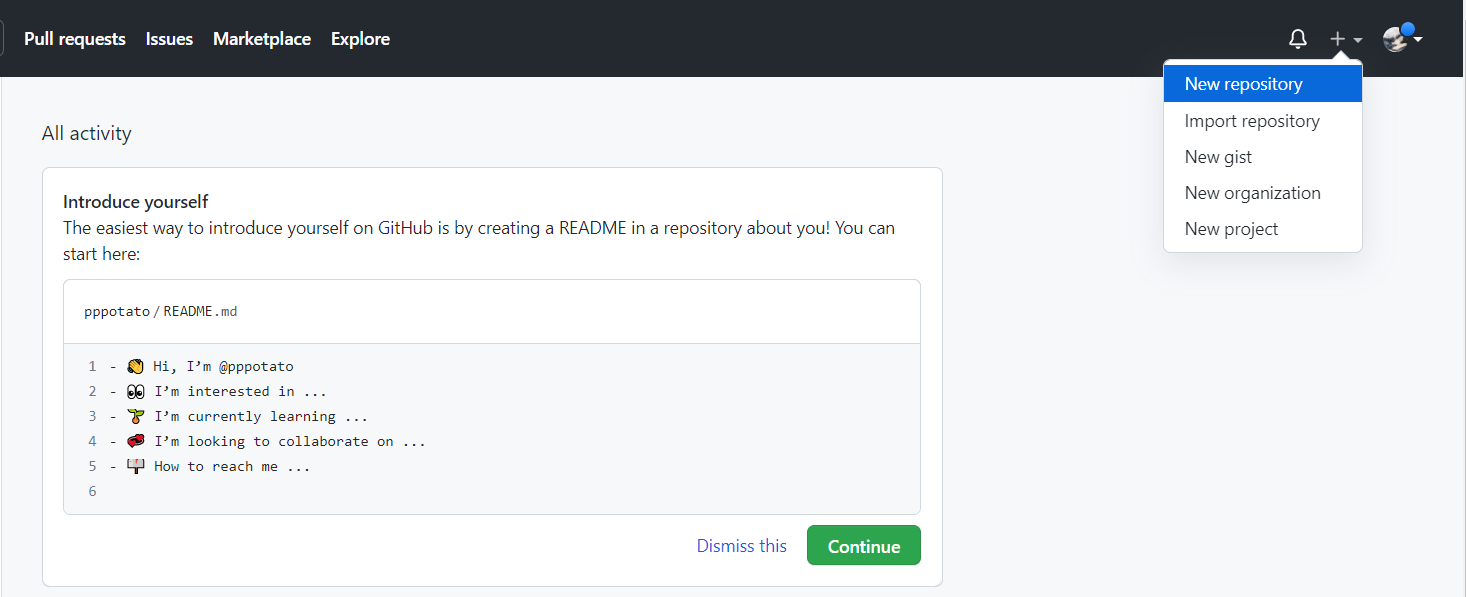 Pull requests Issues Marketplace Explore
New repository
Import repository
New gist
New organization
New project
All activity
Introduce yourself
The easiest way to introduce yourself on GitHub is by creating a README in a repository about you! You can
start here:
pppotato/README.md
1 - 👋 Hi, I’m @pppotato
2 - 👀 I’m interested in ...
3 - 🌱 I’m currently learning ...
4 - 💞️ I’m looking to collaborate on ...
5 - 📫 How to reach me ...
6
Dismiss this Continue